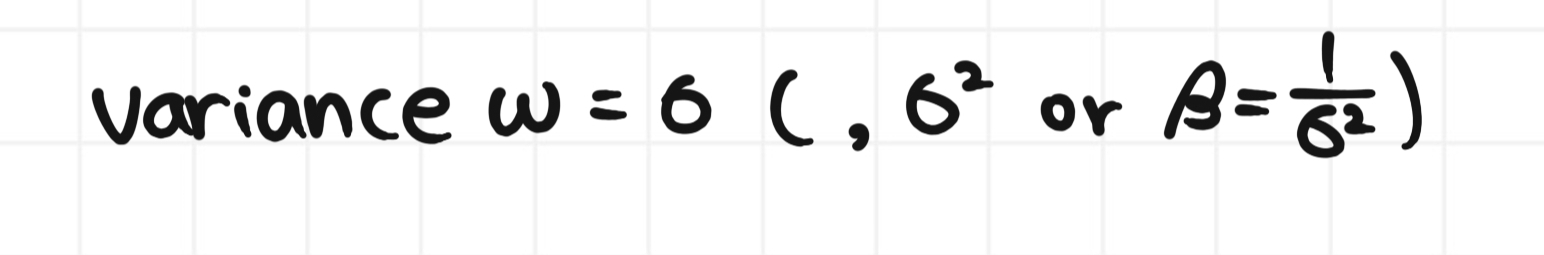 variance ω = σ ( , σ² or β = 1/σ² )